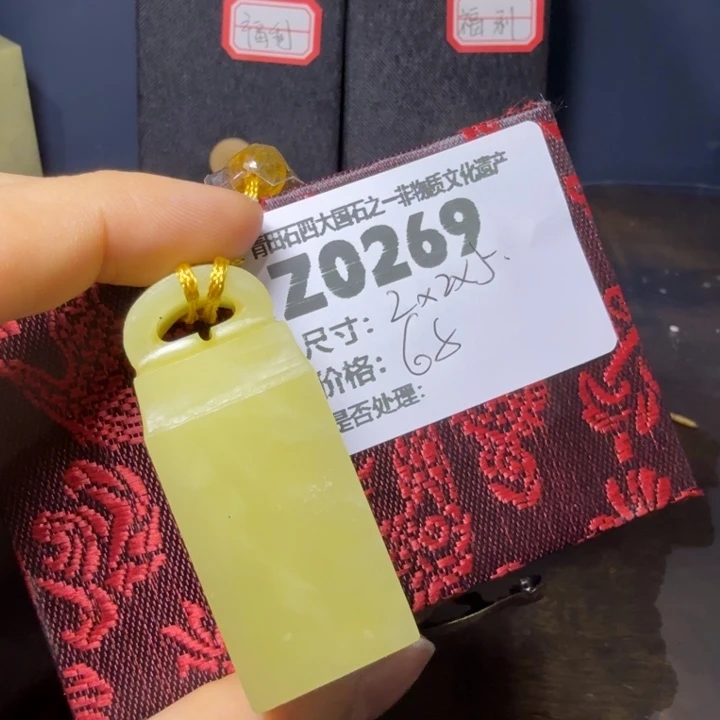 福利
青田石四大国石之一非物质文化遗产
Z0269
尺寸: 2×2×5.
价格: 68
是否处理: